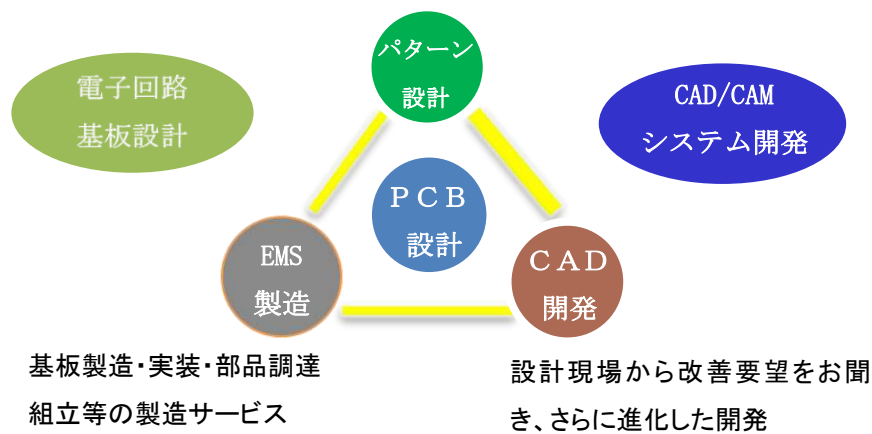 パターン
設計
電子回路
基板設計
CAD/CAM
システム開発
ＰＣＢ
設計
EMS
製造
ＣＡＤ
開発
基板製造・実装・部品調達
組立等の製造サービス
設計現場から改善要望をお聞
き、さらに進化した開発